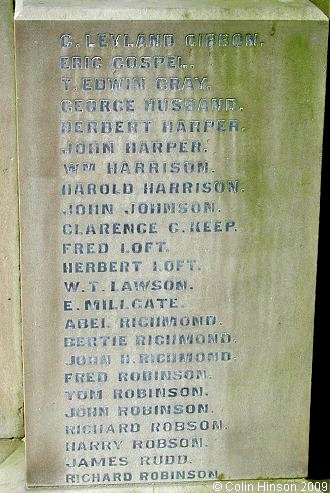 C. LEYLAND GIBBON.
ERIC GOSPEL.
T. EDWIN GRAY.
GEORGE HUSBAND.
HERBERT HARPER.
JOHN HARPER.
WM HARRISON.
HAROLD HARRISON.
JOHN JOHNSON.
CLARENCE G. KEEP.
FRED LOFT.
HERBERT LOFT.
W. T. LAWSON.
E. MILLGATE.
ABEL RICHMOND.
BERTIE RICHMOND.
JOHN H. RICHMOND.
FRED ROBINSON.
TOM ROBINSON.
JOHN ROBINSON.
RICHARD ROBSON.
HARRY ROBSON.
JAMES RUDD.
RICHARD ROBINSON
© Colin Hinson 2009